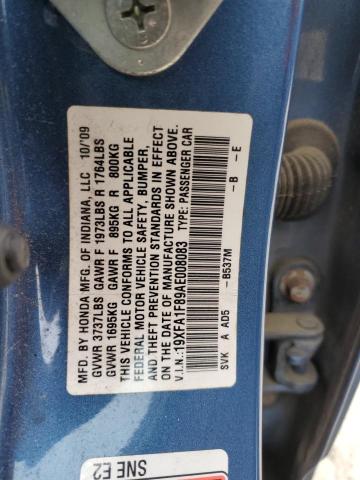 MFD. BY HONDA MFG. OF INDIANA, LLC 10/09
GVWR 3737LBS GAWR F 1973LBS R 1764LBS
GVWR 1695KG GAWR F 895KG R 800KG
THIS VEHICLE CONFORMS TO ALL APPLICABLE
FEDERAL MOTOR VEHICLE SAFETY, BUMPER,
AND THEFT PREVENTION STANDARDS IN EFFECT
ON THE DATE OF MANUFACTURE SHOWN ABOVE.
V.I.N.: 19XFA1F89AE008083 TYPE: PASSENGER CAR
SVK A AD5 -B537M -B -E
SNE E2